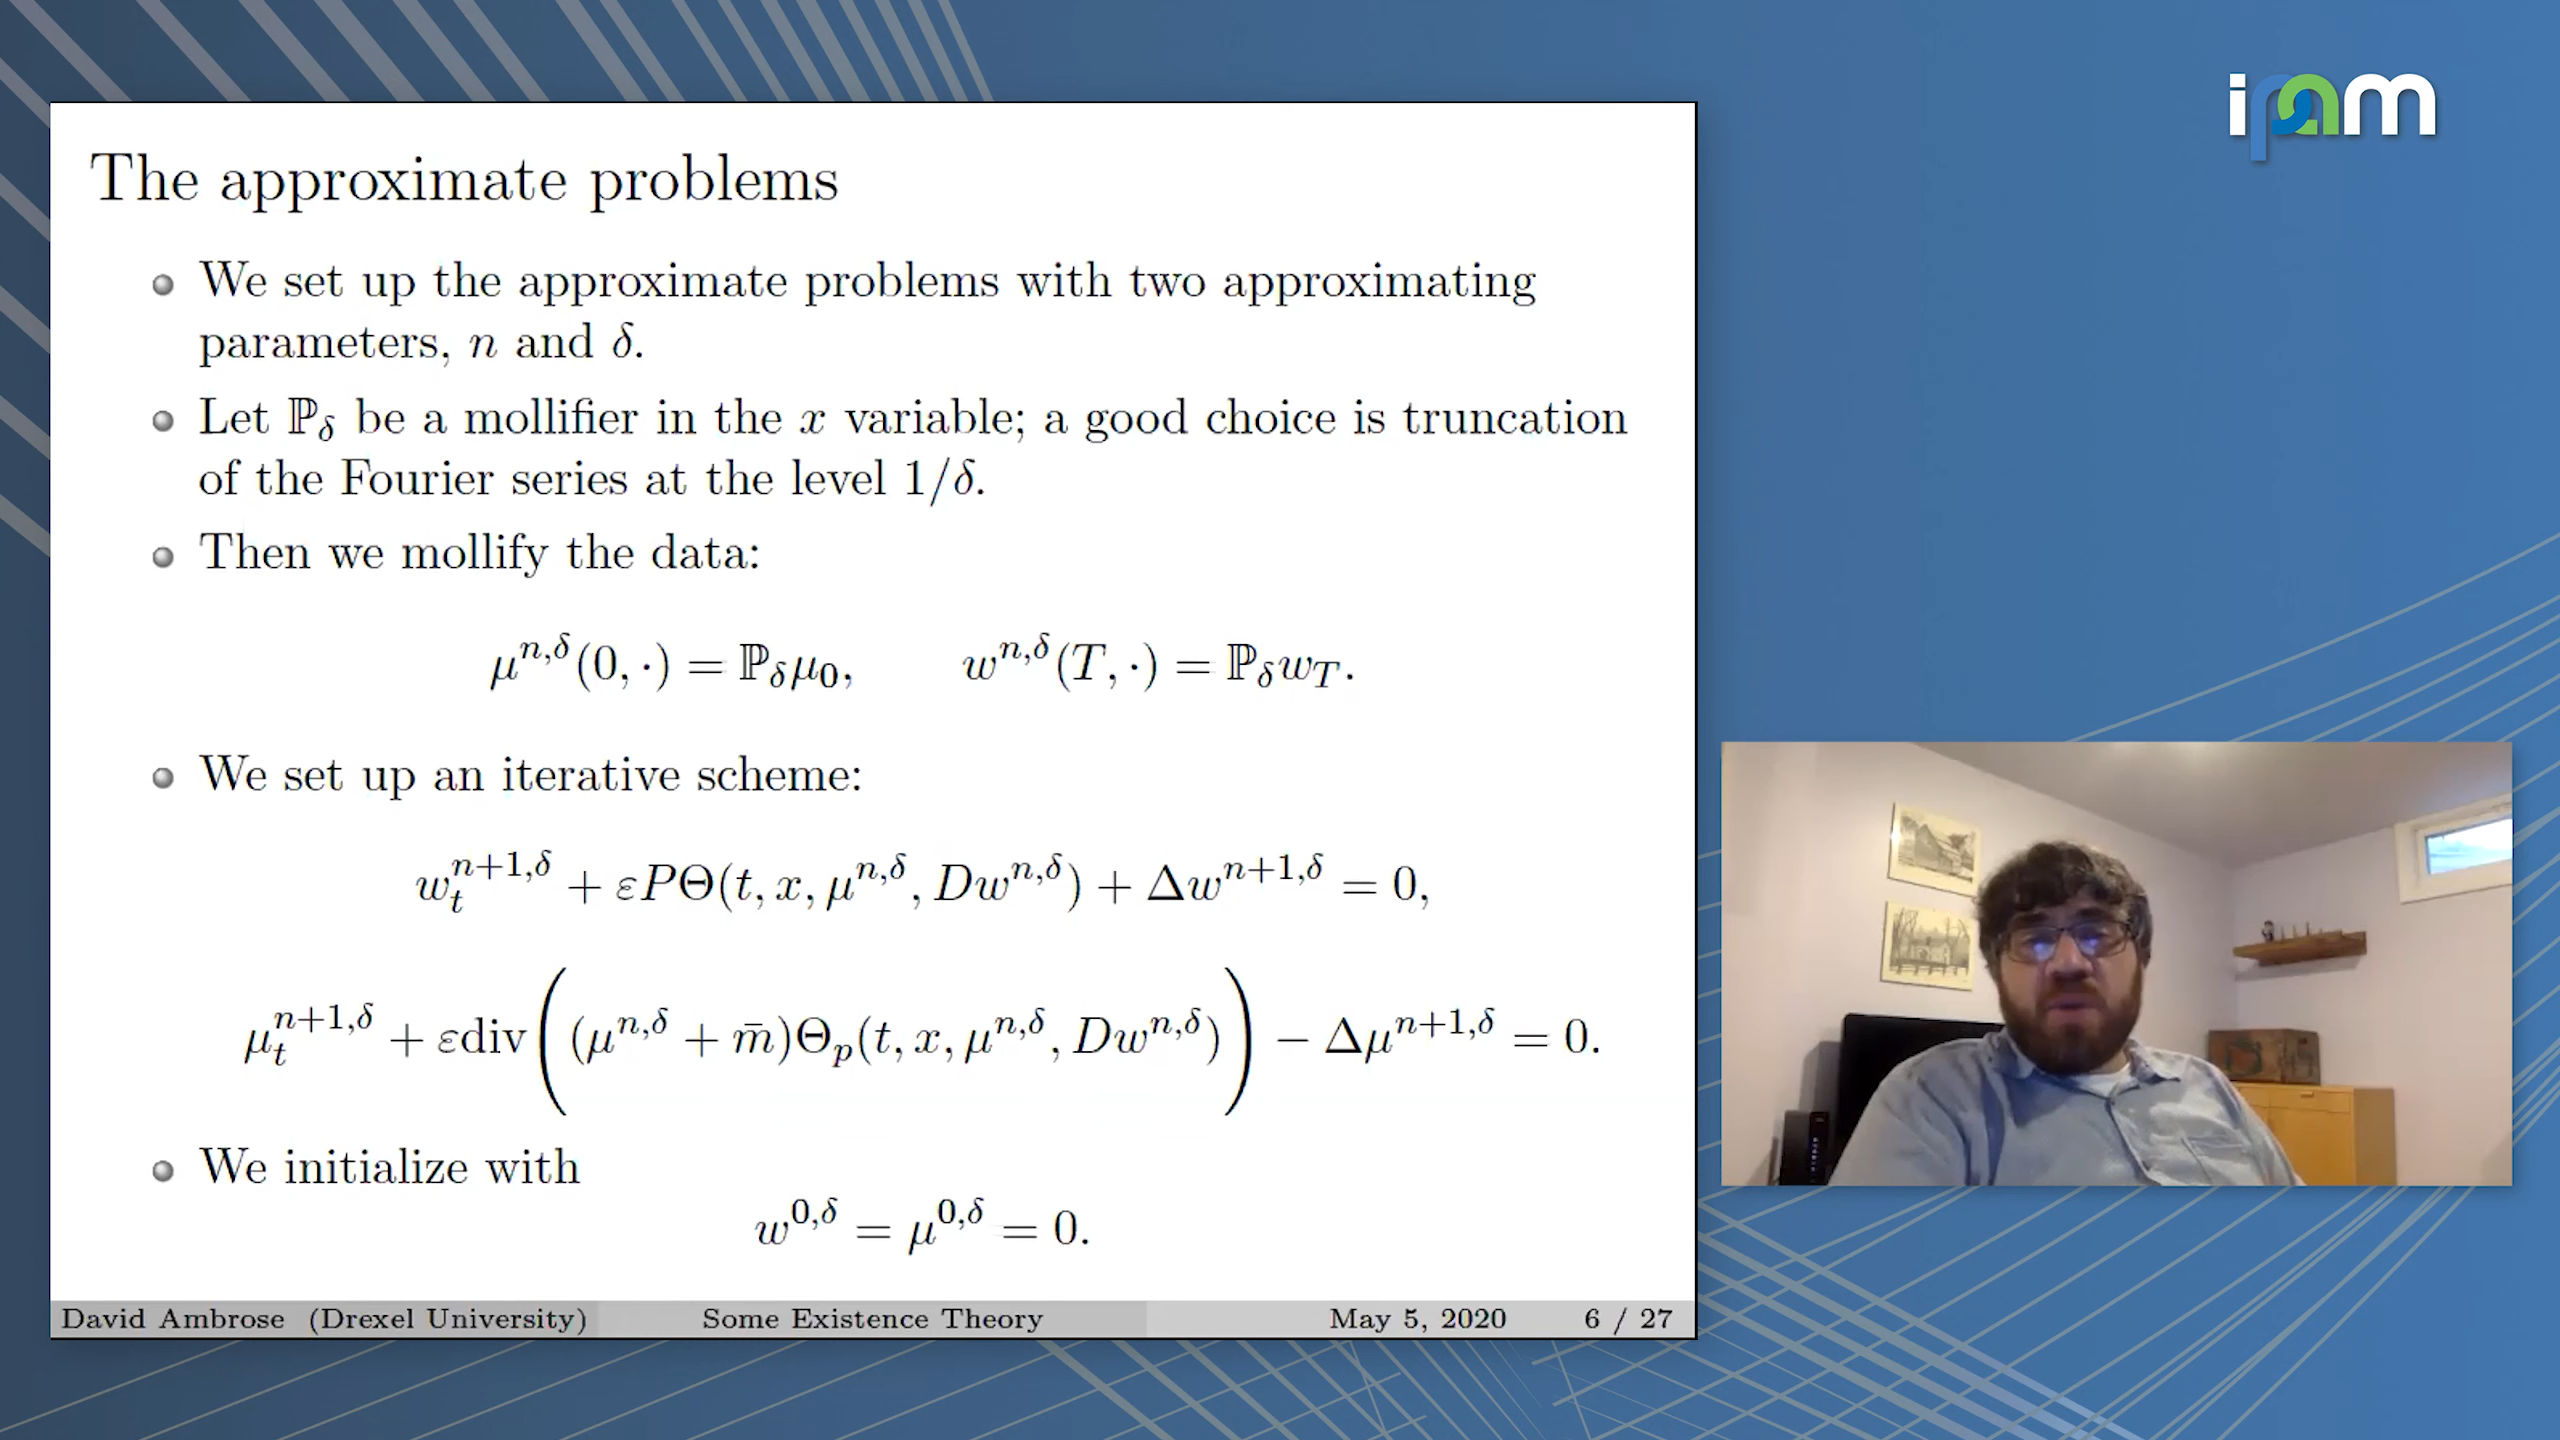 ipam
The approximate problems
We set up the approximate problems with two approximating
parameters, n and δ.
Let ℙ_δ be a mollifier in the x variable; a good choice is truncation
of the Fourier series at the level 1/δ.
Then we mollify the data:
μ^{n,δ}(0, ·) = ℙ_δ μ_0,    w^{n,δ}(T, ·) = ℙ_δ w_T.
We set up an iterative scheme:
w_t^{n+1,δ} + εPΘ(t, x, μ^{n,δ}, Dw^{n,δ}) + Δw^{n+1,δ} = 0,
μ_t^{n+1,δ} + εdiv((μ^{n,δ} + m̄)Θ_p(t, x, μ^{n,δ}, Dw^{n,δ})) − Δμ^{n+1,δ} = 0.
We initialize with
w^{0,δ} = μ^{0,δ} = 0.
David Ambrose (Drexel University) Some Existence Theory May 5, 2020 6 / 27